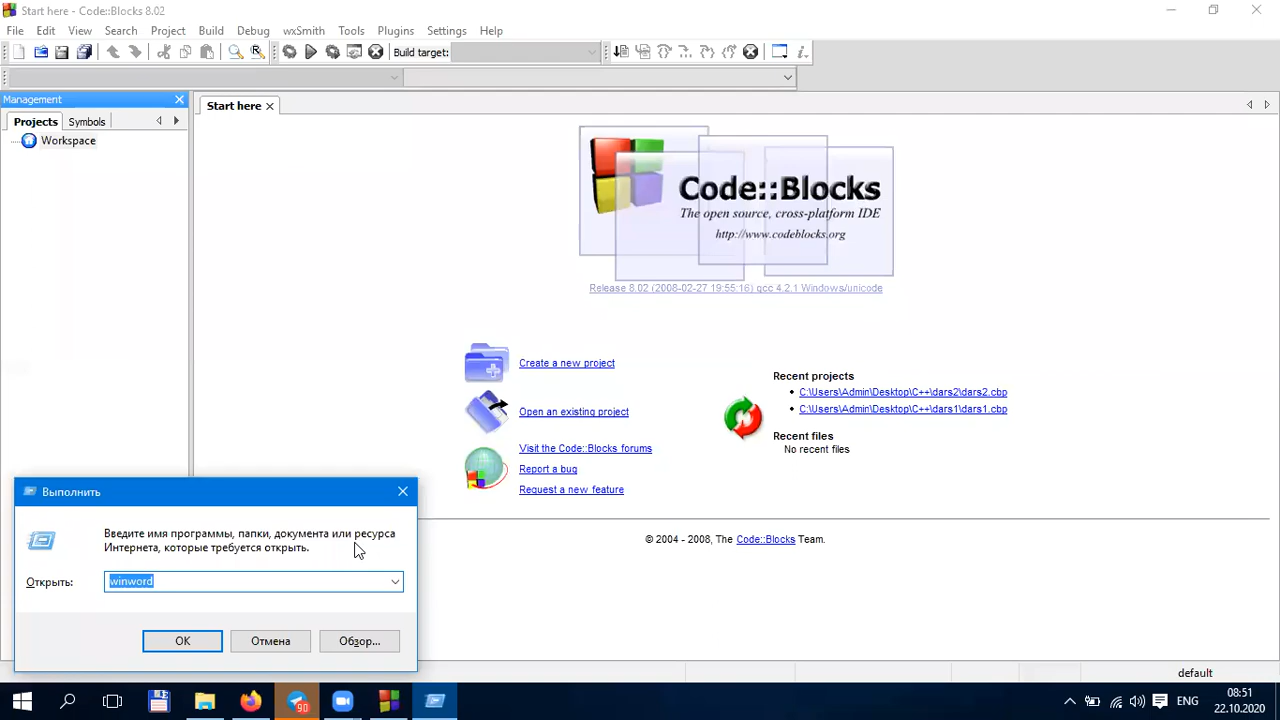 Start here - Code::Blocks 8.02
File Edit View Search Project Build Debug wxSmith Tools Plugins Settings Help
Build target:
Management
Projects Symbols
Workspace
Start here
Code::Blocks
The open source, cross-platform IDE
http://www.codeblocks.org
Release 8.02 (2008-02-27 19:55:16) gcc 4.2.1 Windows/unicode
Create a new project
Open an existing project
Visit the Code::Blocks forums
Report a bug
Request a new feature
Recent projects
C:\Users\Admin\Desktop\C++\dars2\dars2.cbp
C:\Users\Admin\Desktop\C++\dars1\dars1.cbp
Recent files
No recent files
© 2004 - 2008, The Code::Blocks Team.
Выполнить
Введите имя программы, папки, документа или ресурса
Интернета, которые требуется открыть.
Открыть: winword
ОК Отмена Обзор...
default
90
ENG
08:51
22.10.2020